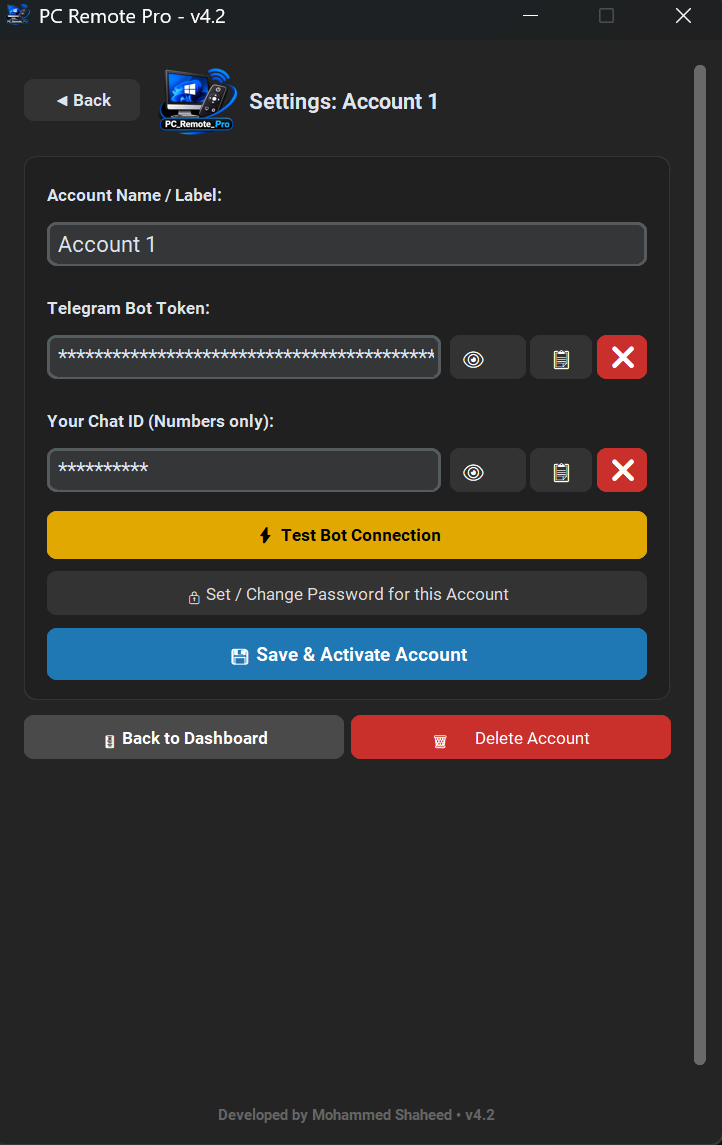 PC Remote Pro - v4.2
◄ Back
PC_Remote_Pro
Settings: Account 1
Account Name / Label:
Account 1
Telegram Bot Token:
******************************************
Your Chat ID (Numbers only):
**********
Test Bot Connection
Set / Change Password for this Account
Save & Activate Account
Back to Dashboard
Delete Account
Developed by Mohammed Shaheed • v4.2